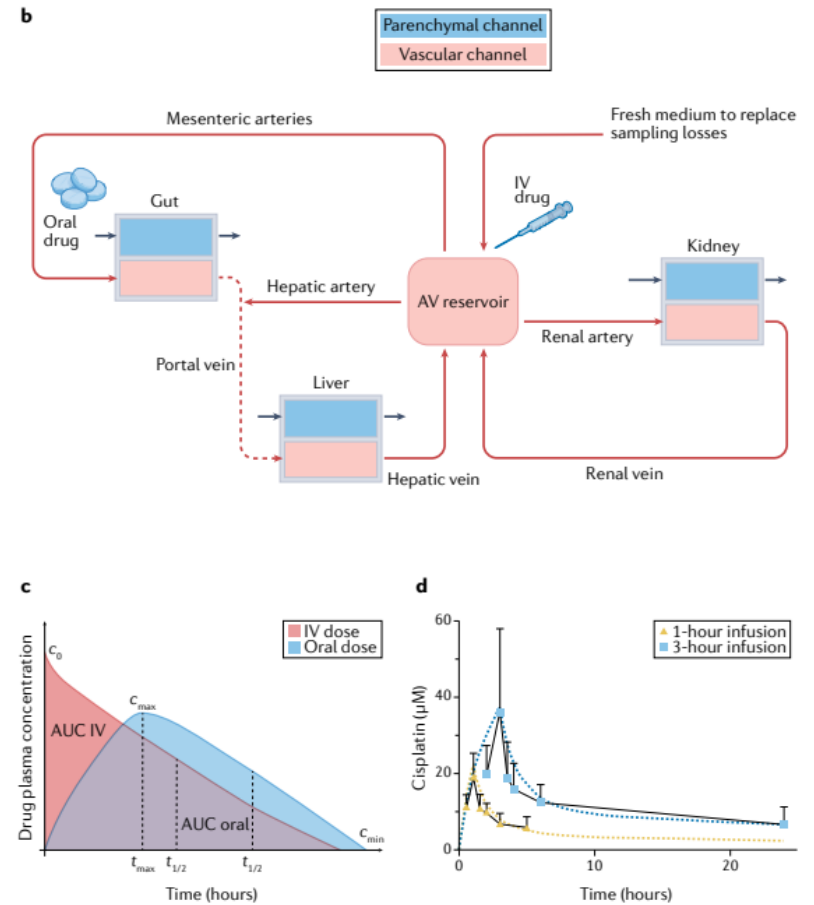 b
Parenchymal channel
Vascular channel
Mesenteric arteries
Fresh medium to replace
sampling losses
IV
drug
Gut
Oral
drug
Kidney
Hepatic artery
AV reservoir
Renal artery
Portal vein
Liver
Hepatic vein
Renal vein
c
Drug plasma concentration
IV dose
Oral dose
c0
cmax
AUC IV
AUC oral
cmin
tmax
t1/2
t1/2
Time (hours)
d
Cisplatin (µM)
60
40
20
0
1-hour infusion
3-hour infusion
0
10
20
Time (hours)